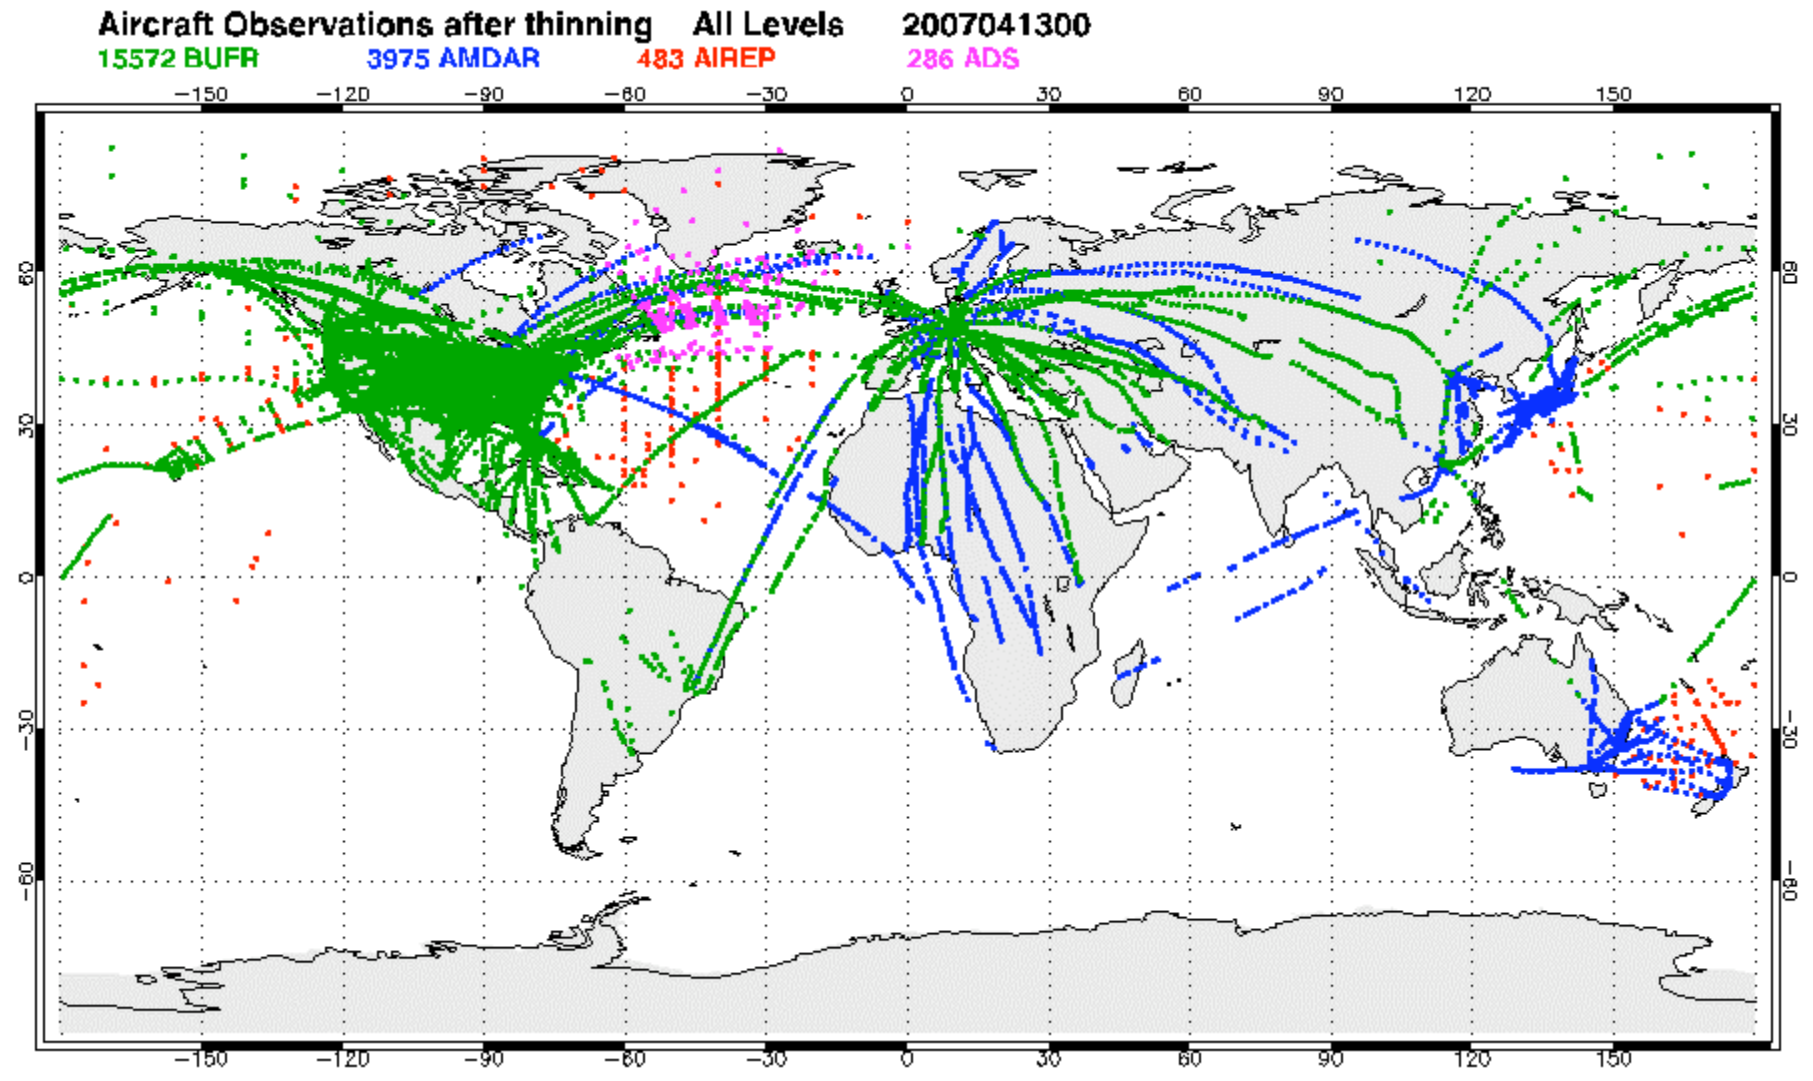 Aircraft Observations after thinning All Levels 2007041300
15572 BUFR 3975 AMDAR 483 AIREP 286 ADS
-150 -120 -90 -60 -30 0 30 60 90 120 150
60 60
30 30
0 0
-30 -30
-60 -60
-150 -120 -90 -60 -30 0 30 60 90 120 150